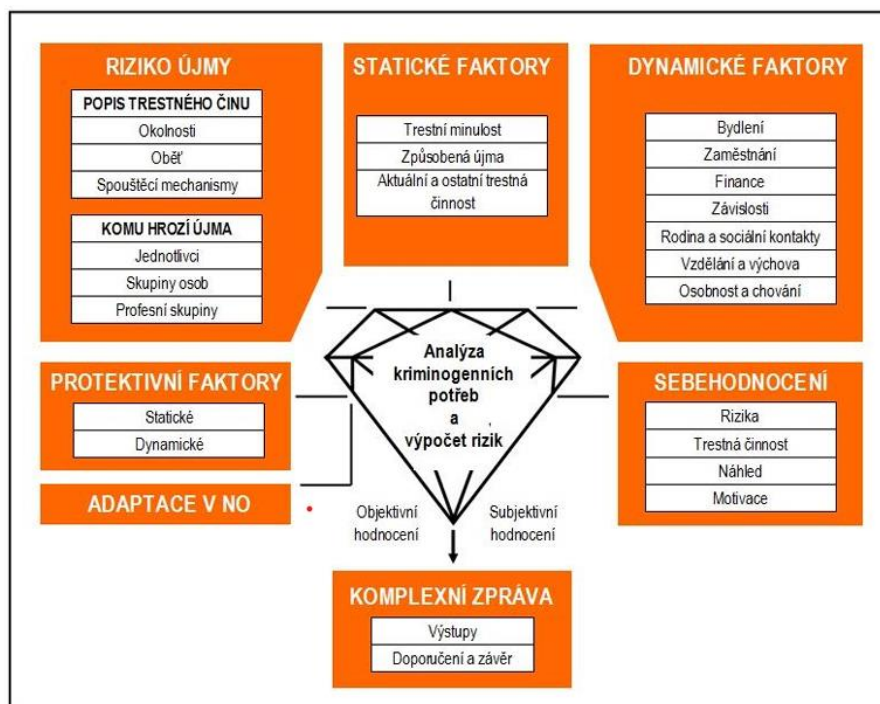 RIZIKO ÚJMY
POPIS TRESTNÉHO ČINU
Okolnosti
Oběť
Spouštěcí mechanismy
KOMU HROZÍ ÚJMA
Jednotlivci
Skupiny osob
Profesní skupiny
STATICKÉ FAKTORY
Trestní minulost
Způsobená újma
Aktuální a ostatní trestná
činnost
DYNAMICKÉ FAKTORY
Bydlení
Zaměstnání
Finance
Závislosti
Rodina a sociální kontakty
Vzdělání a výchova
Osobnost a chování
PROTEKTIVNÍ FAKTORY
Statické
Dynamické
ADAPTACE V NO
Analýza
kriminogenních
potřeb
a
výpočet rizik
SEBEHODNOCENÍ
Rizika
Trestná činnost
Náhled
Motivace
Objektivní
hodnocení
Subjektivní
hodnocení
KOMPLEXNÍ ZPRÁVA
Výstupy
Doporučení a závěr